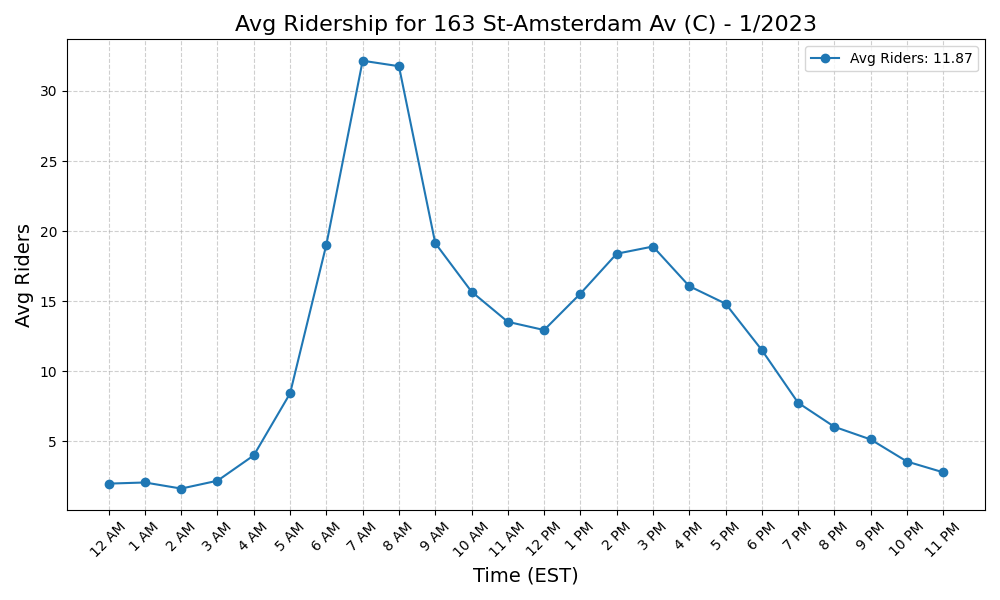 Avg Ridership for 163 St-Amsterdam Av (C) - 1/2023
Avg Riders: 11.87
Avg Riders
30
25
20
15
10
5
12 AM
1 AM
2 AM
3 AM
4 AM
5 AM
6 AM
7 AM
8 AM
9 AM
10 AM
11 AM
12 PM
1 PM
2 PM
3 PM
4 PM
5 PM
6 PM
7 PM
8 PM
9 PM
10 PM
11 PM
Time (EST)